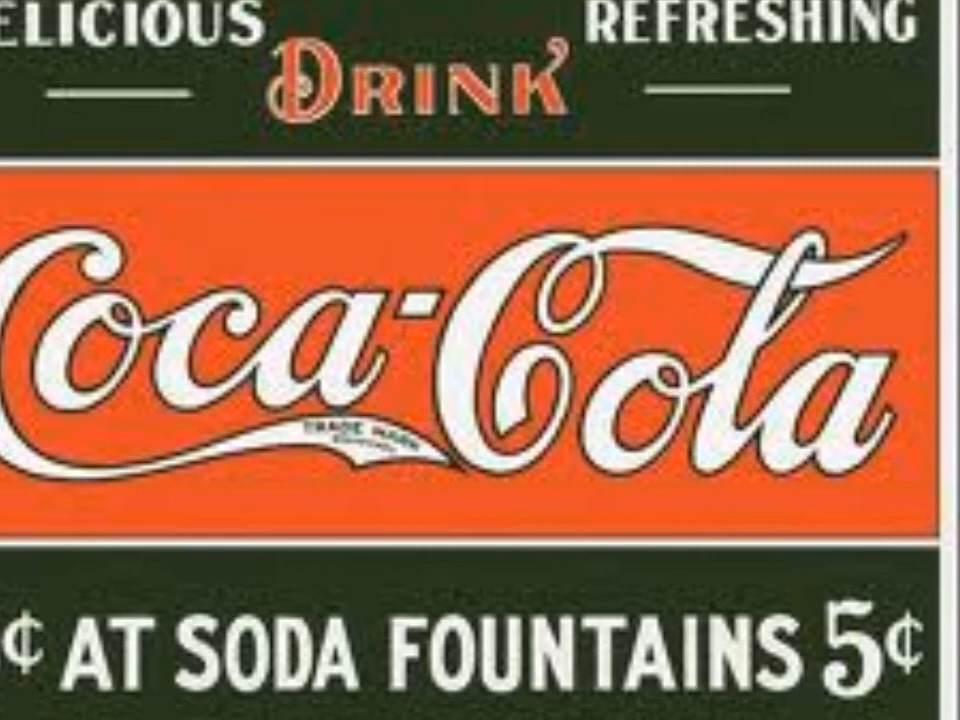 ELICIOUS REFRESHING
DRINK
Coca-Cola
TRADE MARK
¢ AT SODA FOUNTAINS 5¢